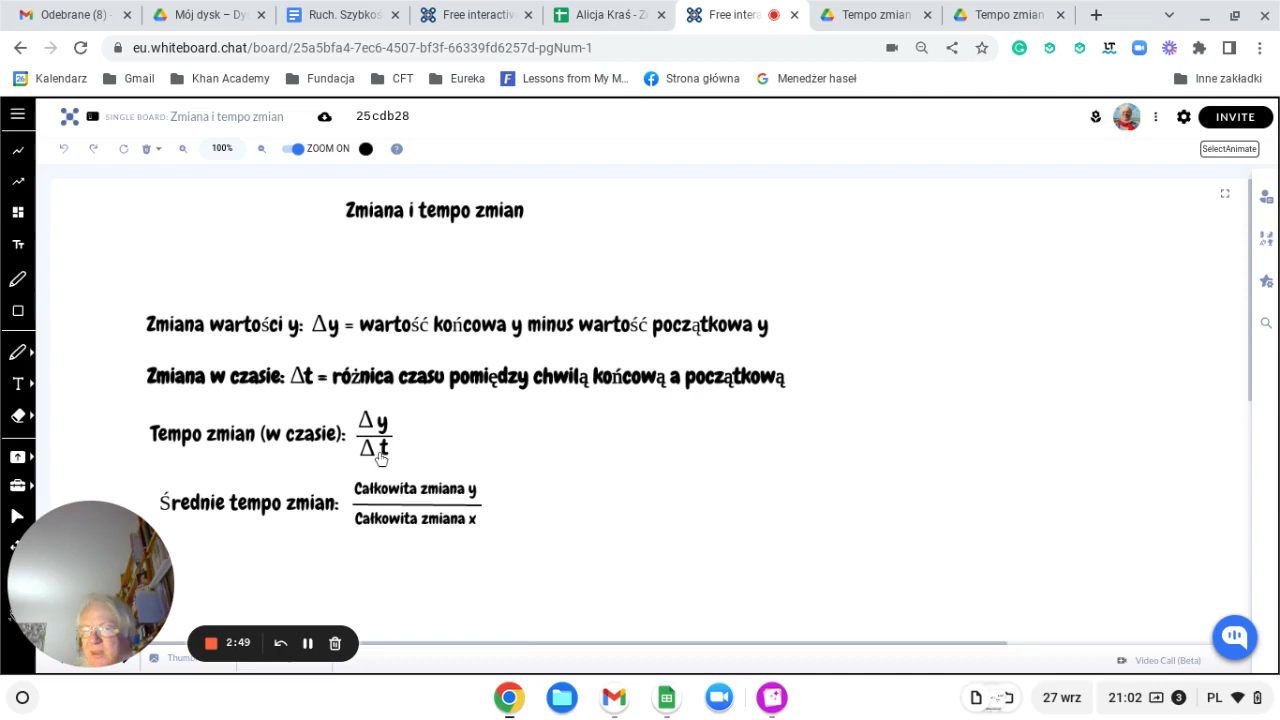 Odebrane (8) -
Mój dysk – Dy
Ruch. Szybkoś
Free interactive
Alicja Kraś - Z
Free intera
Tempo zmian
Tempo zmian
eu.whiteboard.chat/board/25a5bfa4-7ec6-4507-bf3f-66339fd6257d-pgNum-1
Kalendarz
Gmail
Khan Academy
Fundacja
CFT
Eureka
Lessons from My M...
Strona główna
Menedżer haseł
Inne zakładki
SINGLE BOARD: Zmiana i tempo zmian
25cdb28
INVITE
100%
ZOOM ON
SelectAnimate
Zmiana i tempo zmian
Zmiana wartości y: Δy = wartość końcowa y minus wartość początkowa y
Zmiana w czasie: Δt = różnica czasu pomiędzy chwilą końcową a początkową
Tempo zmian (w czasie):
Δ y
Δ t
Średnie tempo zmian:
Całkowita zmiana y
Całkowita zmiana x
2:49
Thum
Video Call (Beta)
27 wrz
21:02
3
PL